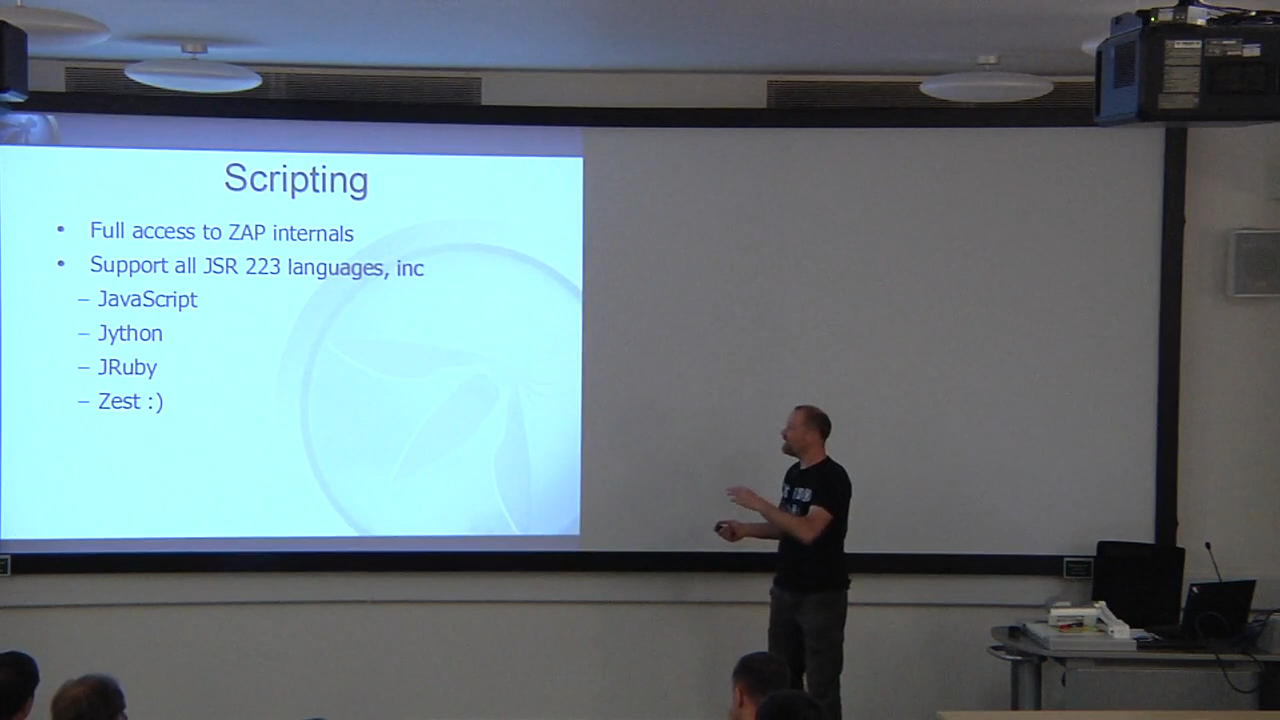 Scripting
• Full access to ZAP internals
• Support all JSR 223 languages, inc
– JavaScript
– Jython
– JRuby
– Zest :)